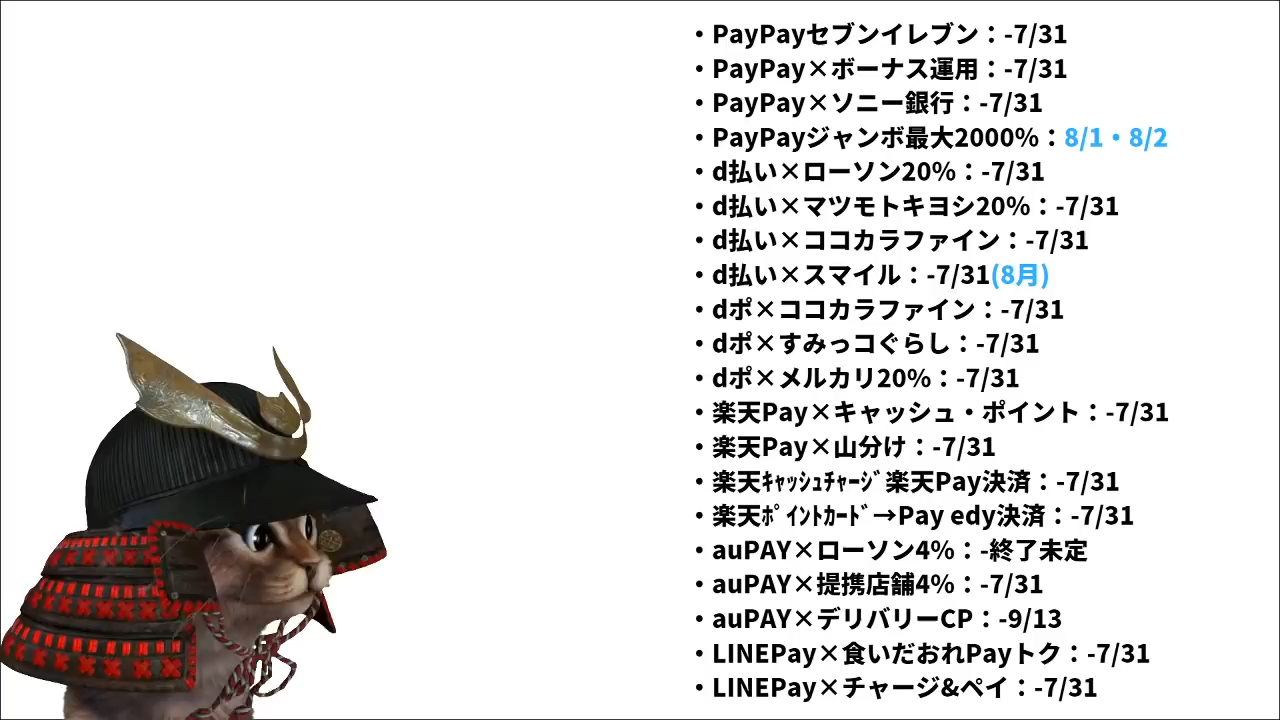 ・PayPayセブンイレブン：-7/31
・PayPay×ボーナス運用：-7/31
・PayPay×ソニー銀行：-7/31
・PayPayジャンボ最大2000%：8/1・8/2
・d払い×ローソン20%：-7/31
・d払い×マツモトキヨシ20%：-7/31
・d払い×ココカラファイン：-7/31
・d払い×スマイル：-7/31(8月)
・dポ×ココカラファイン：-7/31
・dポ×すみっコぐらし：-7/31
・dポ×メルカリ20%：-7/31
・楽天Pay×キャッシュ・ポイント：-7/31
・楽天Pay×山分け：-7/31
・楽天ｷｬｯｼｭﾁｬｰｼﾞ楽天Pay決済：-7/31
・楽天ﾎﾟｲﾝﾄｶｰﾄﾞ→Pay edy決済：-7/31
・auPAY×ローソン4%：-終了未定
・auPAY×提携店舗4%：-7/31
・auPAY×デリバリーCP：-9/13
・LINEPay×食いだおれPayトク：-7/31
・LINEPay×チャージ&ペイ：-7/31